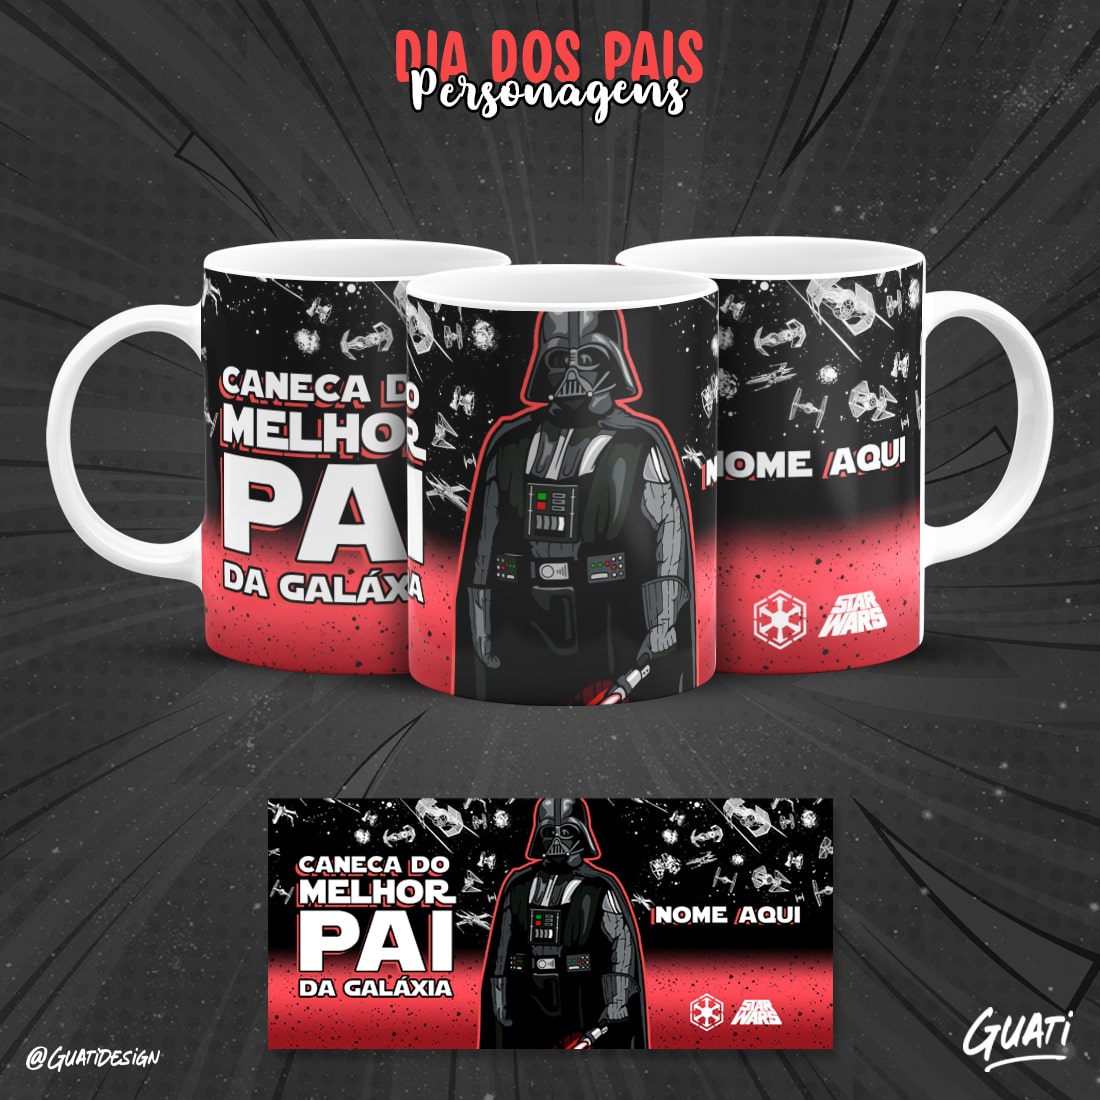 DIA DOS PAIS
Personagens
CANECA DO
MELHOR
PAI
DA GALÁXIA
NOME AQUI
STAR
WARS
CANECA DO
MELHOR
PAI
DA GALÁXIA
NOME AQUI
STAR
WARS
@GUATIDESIGN
GUATI